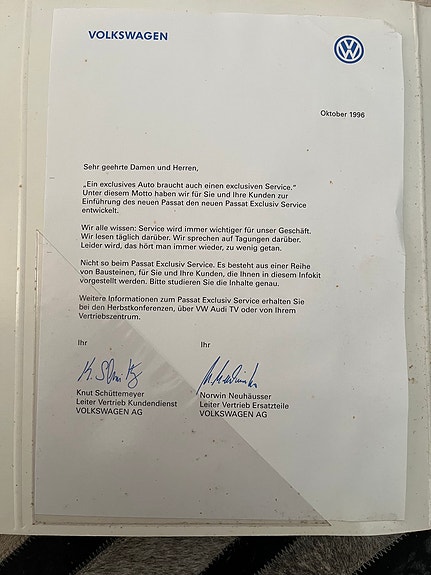 VOLKSWAGEN
Oktober 1996
Sehr geehrte Damen und Herren,
„Ein exclusives Auto braucht auch einen exclusiven Service.“
Unter diesem Motto haben wir für Sie und Ihre Kunden zur
Einführung des neuen Passat den neuen Passat Exclusiv Service
entwickelt.
Wir alle wissen: Service wird immer wichtiger für unser Geschäft.
Wir lesen täglich darüber. Wir sprechen auf Tagungen darüber.
Leider wird, das hört man immer wieder, zu wenig getan.
Nicht so beim Passat Exclusiv Service. Es besteht aus einer Reihe
von Bausteinen, für Sie und Ihre Kunden, die Ihnen in diesem Infokit
vorgestellt werden. Bitte studieren Sie die Inhalte genau.
Weitere Informationen zum Passat Exclusiv Service erhalten Sie
bei den Herbstkonferenzen, über VW Audi TV oder von Ihrem
Vertriebszentrum.
Ihr Ihr
Knut Schüttemeyer Norwin Neuhäusser
Leiter Vertrieb Kundendienst Leiter Vertrieb Ersatzteile
VOLKSWAGEN AG VOLKSWAGEN AG